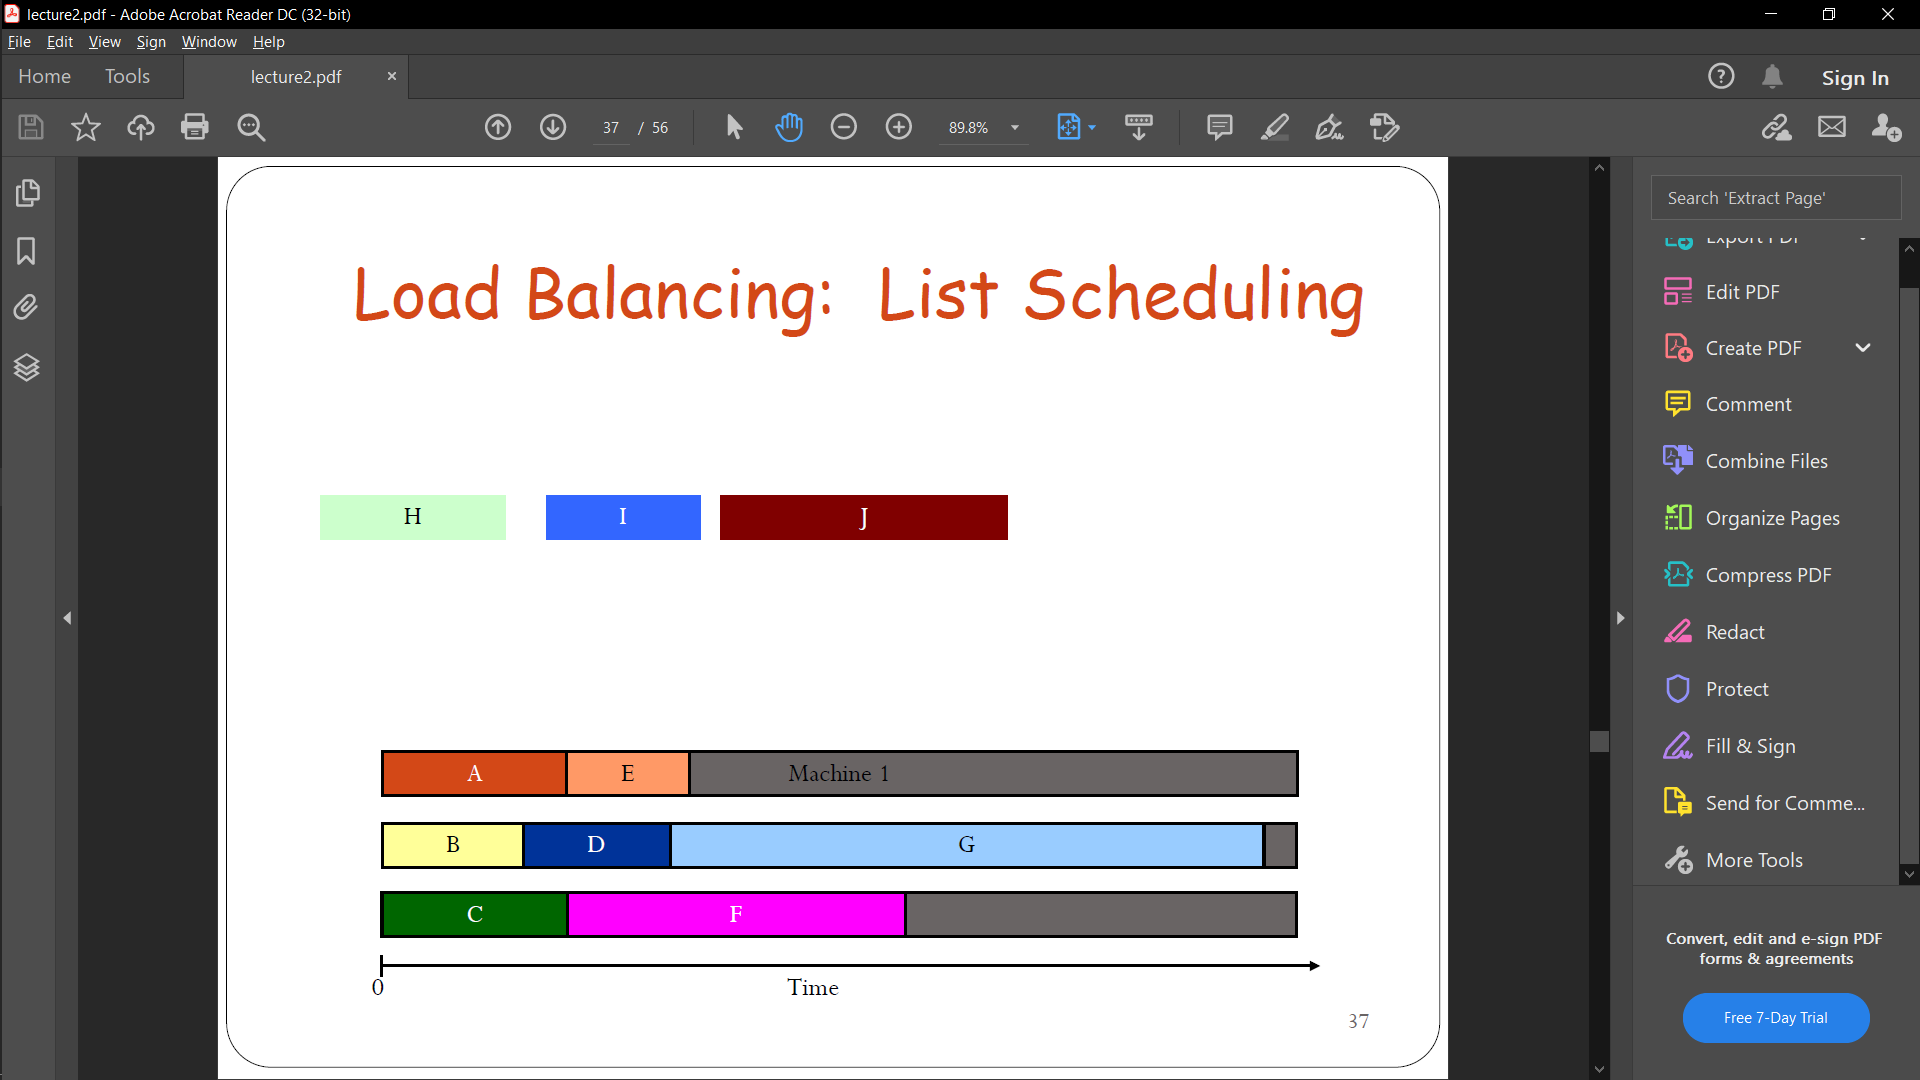 lecture2.pdf - Adobe Acrobat Reader DC (32-bit)
File Edit View Sign Window Help
Home Tools lecture2.pdf Sign In
37 / 56 89.8%
Search 'Extract Page'
Export PDF
Edit PDF
Create PDF
Comment
Combine Files
Organize Pages
Compress PDF
Redact
Protect
Fill & Sign
Send for Comme...
More Tools
Convert, edit and e-sign PDF
forms & agreements
Free 7-Day Trial
Load Balancing: List Scheduling
H I J
A E Machine 1
B D G
C F
0 Time
37